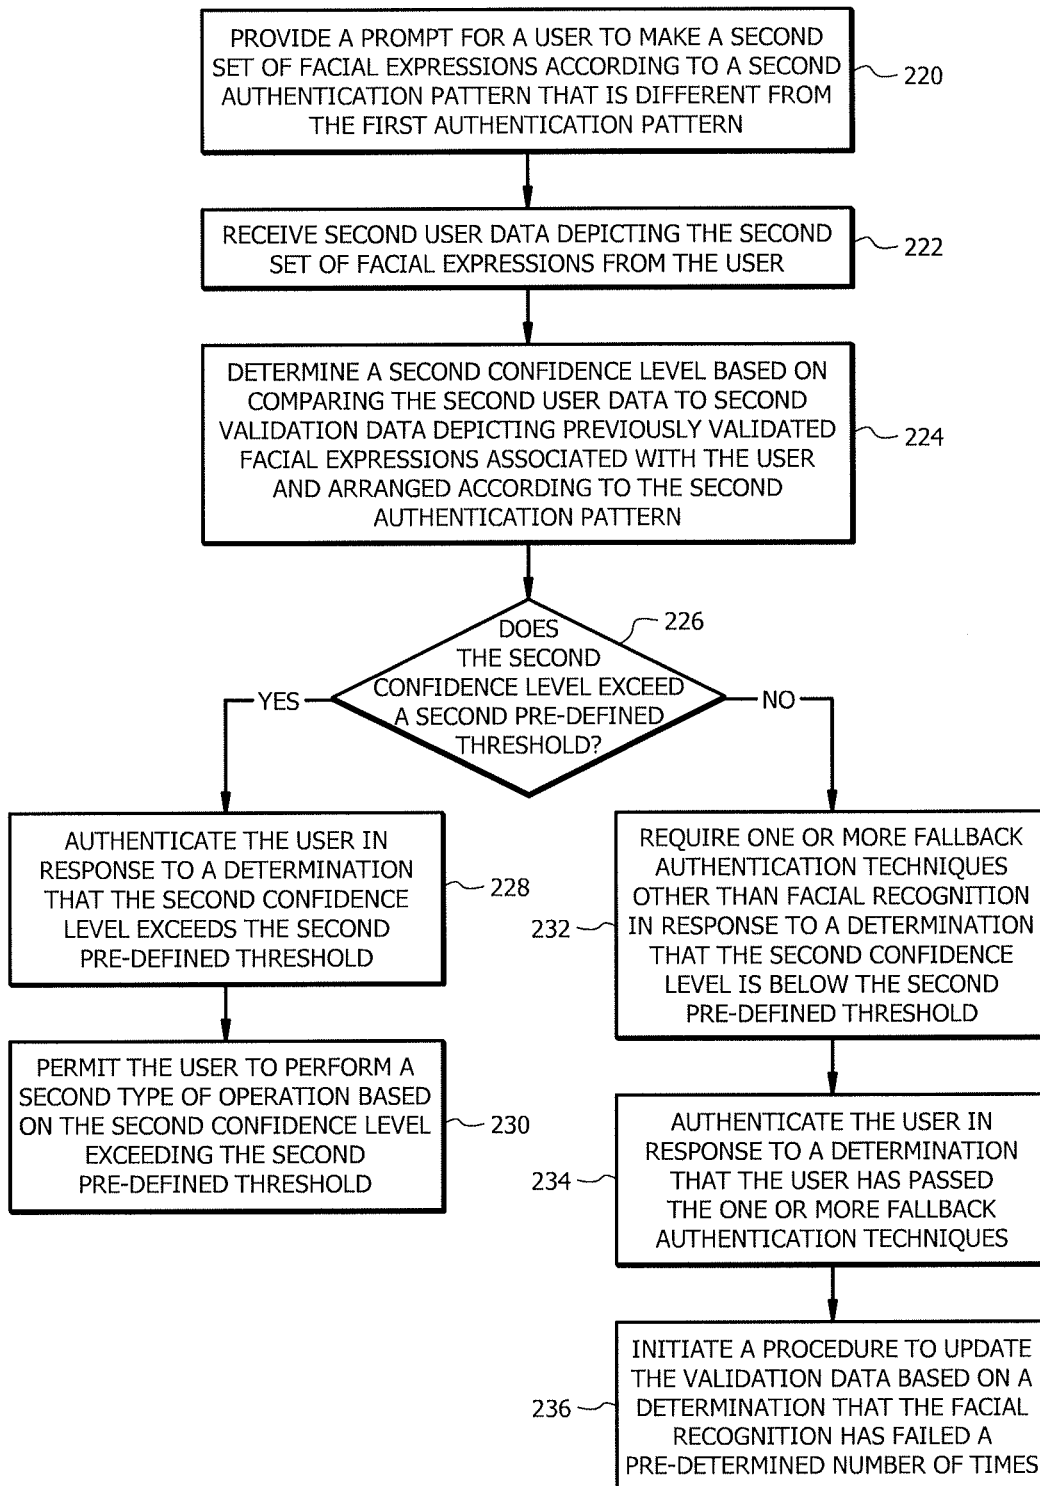 PROVIDE A PROMPT FOR A USER TO MAKE A SECOND
SET OF FACIAL EXPRESSIONS ACCORDING TO A SECOND
AUTHENTICATION PATTERN THAT IS DIFFERENT FROM
THE FIRST AUTHENTICATION PATTERN
220
RECEIVE SECOND USER DATA DEPICTING THE SECOND
SET OF FACIAL EXPRESSIONS FROM THE USER
222
DETERMINE A SECOND CONFIDENCE LEVEL BASED ON
COMPARING THE SECOND USER DATA TO SECOND
VALIDATION DATA DEPICTING PREVIOUSLY VALIDATED
FACIAL EXPRESSIONS ASSOCIATED WITH THE USER
AND ARRANGED ACCORDING TO THE SECOND
AUTHENTICATION PATTERN
224
DOES
THE SECOND
CONFIDENCE LEVEL EXCEED
A SECOND PRE-DEFINED
THRESHOLD?
226
YES
NO
AUTHENTICATE THE USER IN
RESPONSE TO A DETERMINATION
THAT THE SECOND CONFIDENCE
LEVEL EXCEEDS THE SECOND
PRE-DEFINED THRESHOLD
228
PERMIT THE USER TO PERFORM A
SECOND TYPE OF OPERATION BASED
ON THE SECOND CONFIDENCE LEVEL
EXCEEDING THE SECOND
PRE-DEFINED THRESHOLD
230
REQUIRE ONE OR MORE FALLBACK
AUTHENTICATION TECHNIQUES
OTHER THAN FACIAL RECOGNITION
IN RESPONSE TO A DETERMINATION
THAT THE SECOND CONFIDENCE
LEVEL IS BELOW THE SECOND
PRE-DEFINED THRESHOLD
232
AUTHENTICATE THE USER IN
RESPONSE TO A DETERMINATION
THAT THE USER HAS PASSED
THE ONE OR MORE FALLBACK
AUTHENTICATION TECHNIQUES
234
INITIATE A PROCEDURE TO UPDATE
THE VALIDATION DATA BASED ON A
DETERMINATION THAT THE FACIAL
RECOGNITION HAS FAILED A
PRE-DETERMINED NUMBER OF TIMES
236